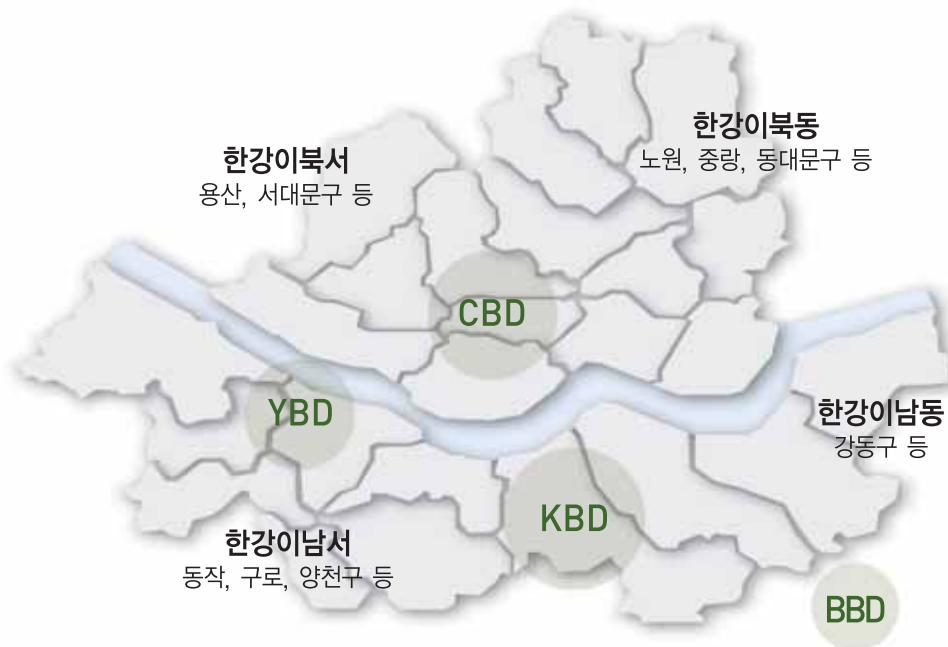 한강이북동
노원, 중랑, 동대문구 등
한강이북서
용산, 서대문구 등
CBD
YBD
한강이남동
강동구 등
KBD
한강이남서
동작, 구로, 양천구 등
BBD